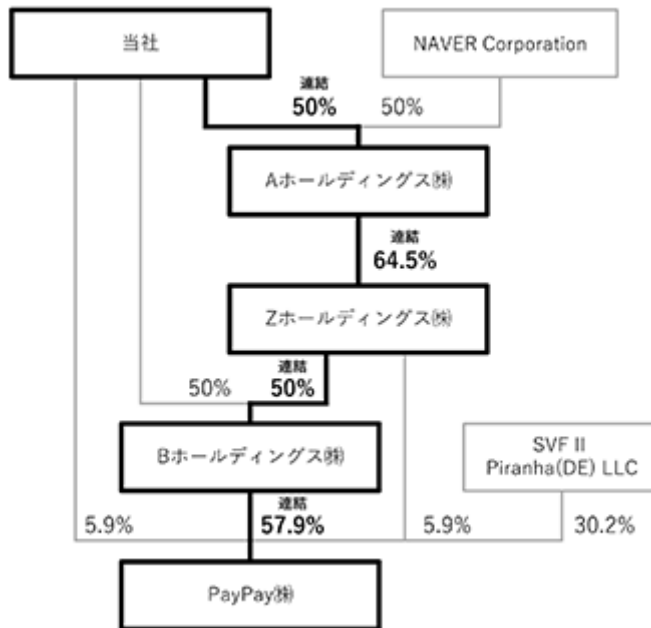 当社
NAVER Corporation
連結
50%
50%
Aホールディングス㈱
連結
64.5%
Zホールディングス㈱
連結
50%
50%
Bホールディングス㈱
SVF II
Piranha(DE) LLC
連結
5.9%
57.9%
5.9%
30.2%
PayPay㈱